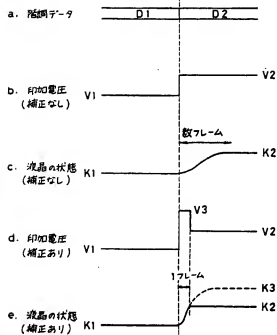 a. 階調データ D1 D2
b. 印加電圧 V1 V2
(補正なし)
数フレーム
c. 液晶の状態 K1 K2
(補正なし)
V3
d. 印加電圧 V1 V2
(補正あり)
1フレーム
K3
e. 液晶の状態 K1 K2
(補正あり)